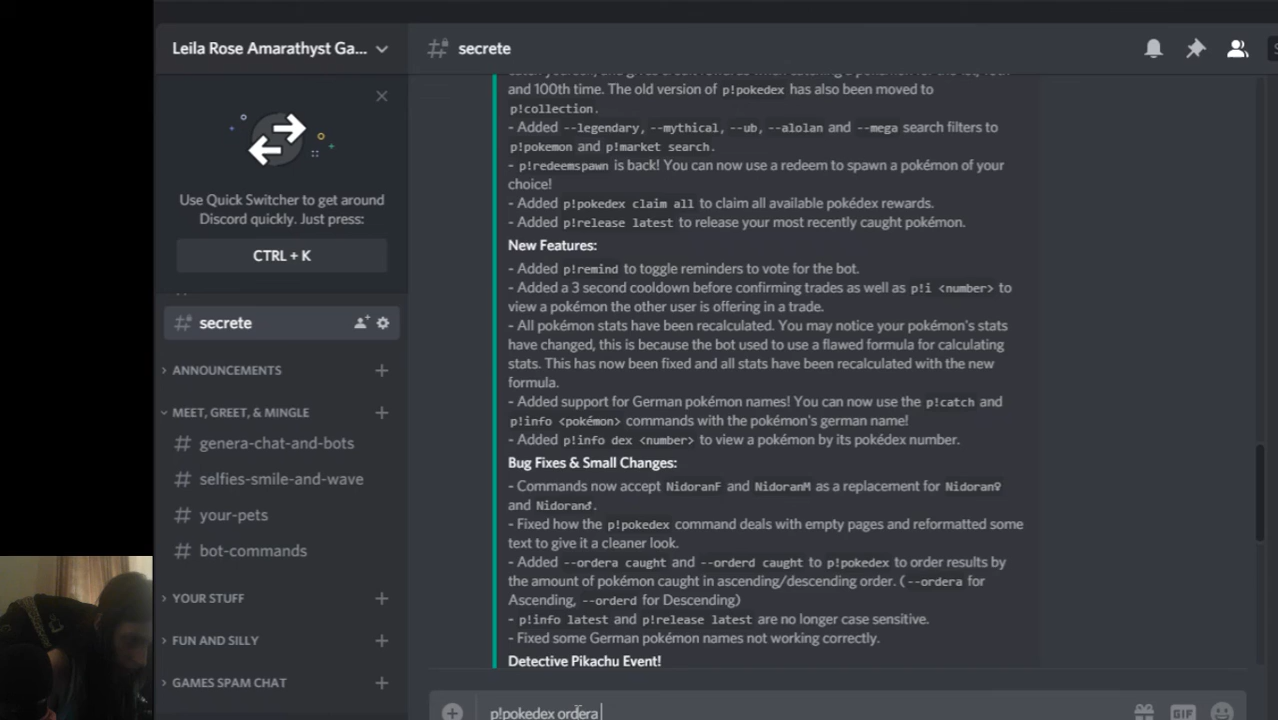 Leila Rose Amarathyst Ga...
secrete
Use Quick Switcher to get around
Discord quickly. Just press:
CTRL + K
secrete
ANNOUNCEMENTS
MEET, GREET, & MINGLE
genera-chat-and-bots
selfies-smile-and-wave
your-pets
bot-commands
YOUR STUFF
FUN AND SILLY
GAMES SPAM CHAT
and 100th time. The old version of p!pokedex has also been moved to
p!collection.
- Added --legendary, --mythical, --ub, --alolan and --mega search filters to
p!pokemon and p!market search.
- p!redeemspawn is back! You can now use a redeem to spawn a pokémon of your
choice!
- Added p!pokedex claim all to claim all available pokédex rewards.
- Added p!release latest to release your most recently caught pokémon.
New Features:
- Added p!remind to toggle reminders to vote for the bot.
- Added a 3 second cooldown before confirming trades as well as p!i <number> to
view a pokémon the other user is offering in a trade.
- All pokémon stats have been recalculated. You may notice your pokémon's stats
have changed, this is because the bot used to use a flawed formula for calculating
stats. This has now been fixed and all stats have been recalculated with the new
formula.
- Added support for German pokémon names! You can now use the p!catch and
p!info <pokémon> commands with the pokémon's german name!
- Added p!info dex <number> to view a pokémon by its pokédex number.
Bug Fixes & Small Changes:
- Commands now accept NidoranF and NidoranM as a replacement for Nidoran♀
and Nidoran♂.
- Fixed how the p!pokedex command deals with empty pages and reformatted some
text to give it a cleaner look.
- Added --ordera caught and --orderd caught to p!pokedex to order results by
the amount of pokémon caught in ascending/descending order. (--ordera for
Ascending, --orderd for Descending)
- p!info latest and p!release latest are no longer case sensitive.
- Fixed some German pokémon names not working correctly.
Detective Pikachu Event!
p!pokedex ordera
GIF